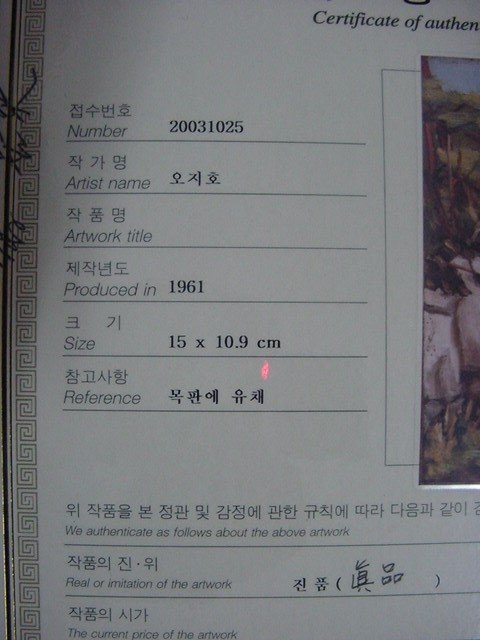 Certificate of authen
접수번호
Number 20031025
작 가 명
Artist name 오지호
작 품 명
Artwork title
제작년도
Produced in 1961
크 기
Size 15 x 10.9 cm
참고사항
Reference 목판에 유채
위 작품을 본 정관 및 감정에 관한 규칙에 따라 다음과 같이 감
We authenticate as follows about the above artwork
작품의 진·위
Real or imitation of the artwork 진 품 ( 眞品 )
작품의 시가
The current price of the artwork